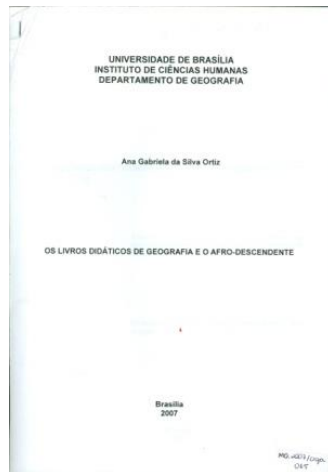 UNIVERSIDADE DE BRASÍLIA
INSTITUTO DE CIÊNCIAS HUMANAS
DEPARTAMENTO DE GEOGRAFIA
Ana Gabriela da Silva Ortiz
OS LIVROS DIDÁTICOS DE GEOGRAFIA E O AFRO-DESCENDENTE
Brasília
2007